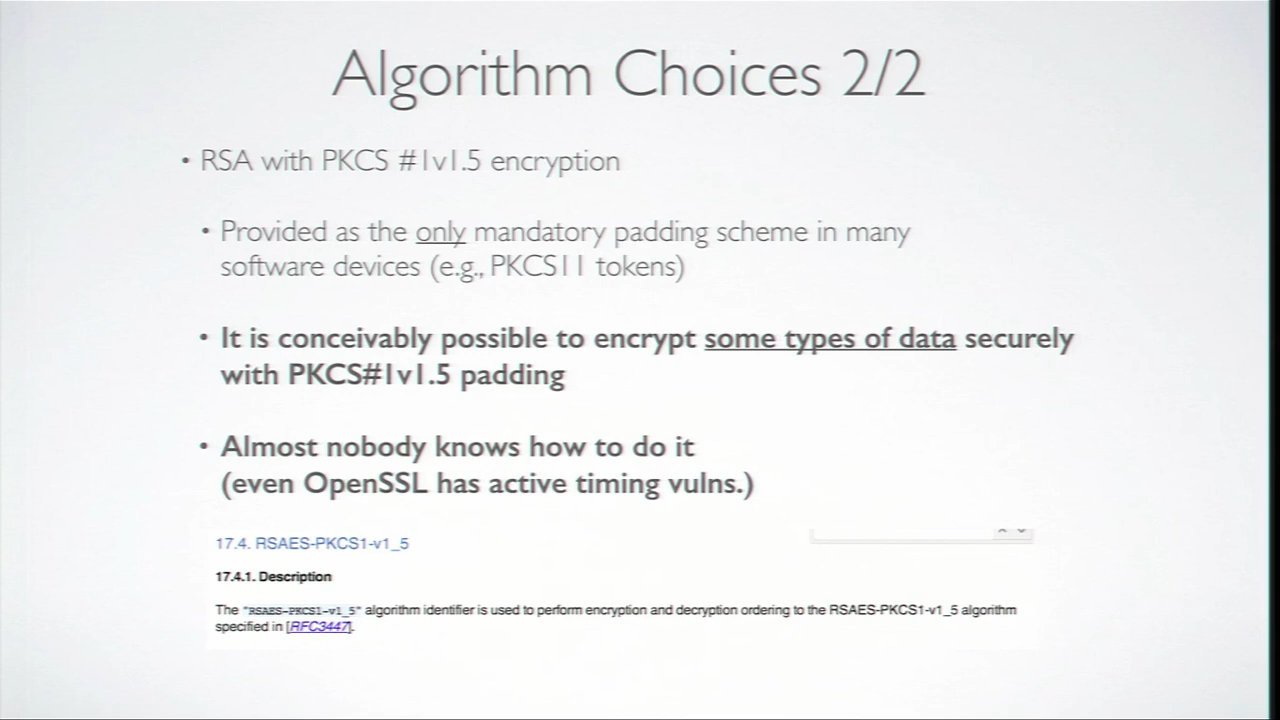 Algorithm Choices 2/2
• RSA with PKCS #1v1.5 encryption
• Provided as the only mandatory padding scheme in many
software devices (e.g., PKCS11 tokens)
• It is conceivably possible to encrypt some types of data securely
with PKCS#1v1.5 padding
• Almost nobody knows how to do it
(even OpenSSL has active timing vulns.)
17.4. RSAES-PKCS1-v1_5
17.4.1. Description
The "RSAES-PKCS1-v1_5" algorithm identifier is used to perform encryption and decryption ordering to the RSAES-PKCS1-v1_5 algorithm
specified in [RFC3447].